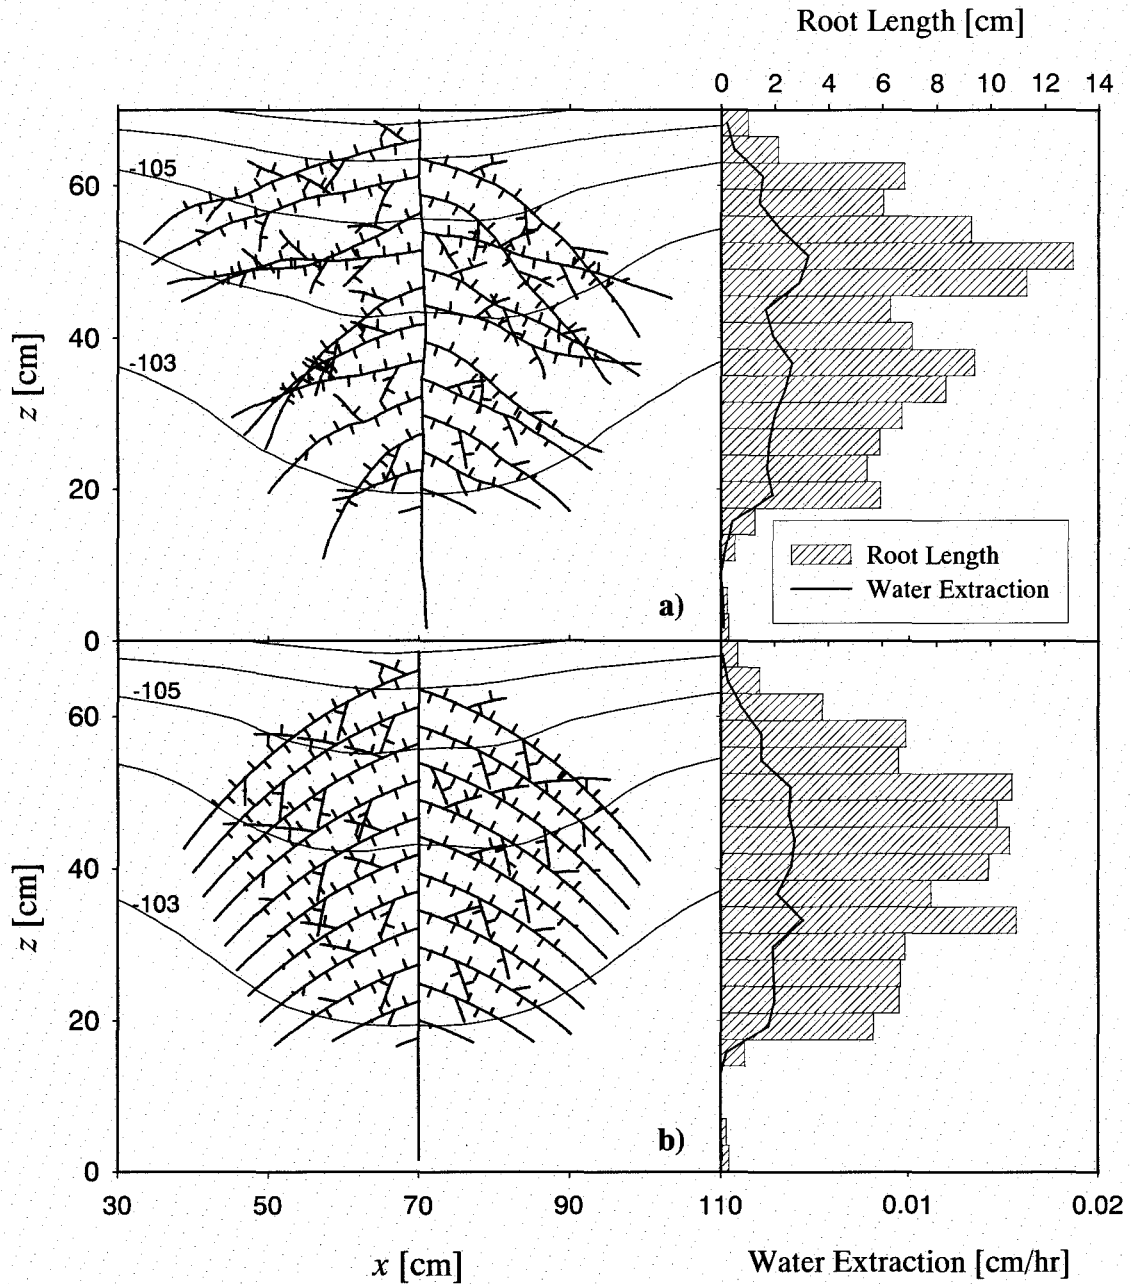 Root Length [cm]
0 2 4 6 8 10 12 14
-105
60
z [cm]
40
-103
20
Root Length
Water Extraction
a)
0
-105
60
z [cm]
40
-103
20
b)
0
30 50 70 90 110 0.01 0.02
x [cm] Water Extraction [cm/hr]